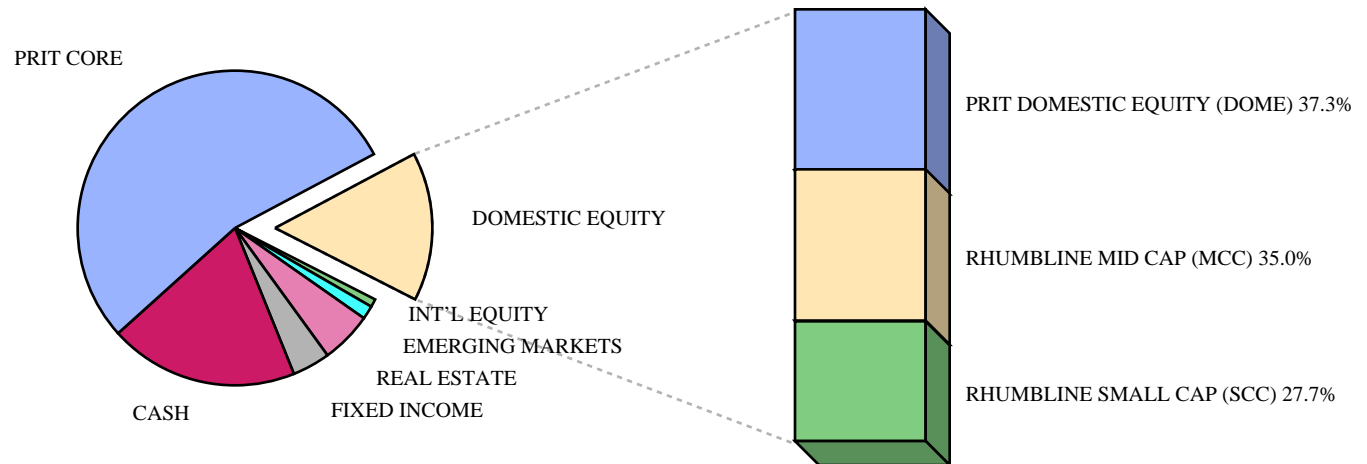 PRIT CORE
DOMESTIC EQUITY
INT'L EQUITY
EMERGING MARKETS
REAL ESTATE
FIXED INCOME
CASH
PRIT DOMESTIC EQUITY (DOME) 37.3%
RHUMBLINE MID CAP (MCC) 35.0%
RHUMBLINE SMALL CAP (SCC) 27.7%